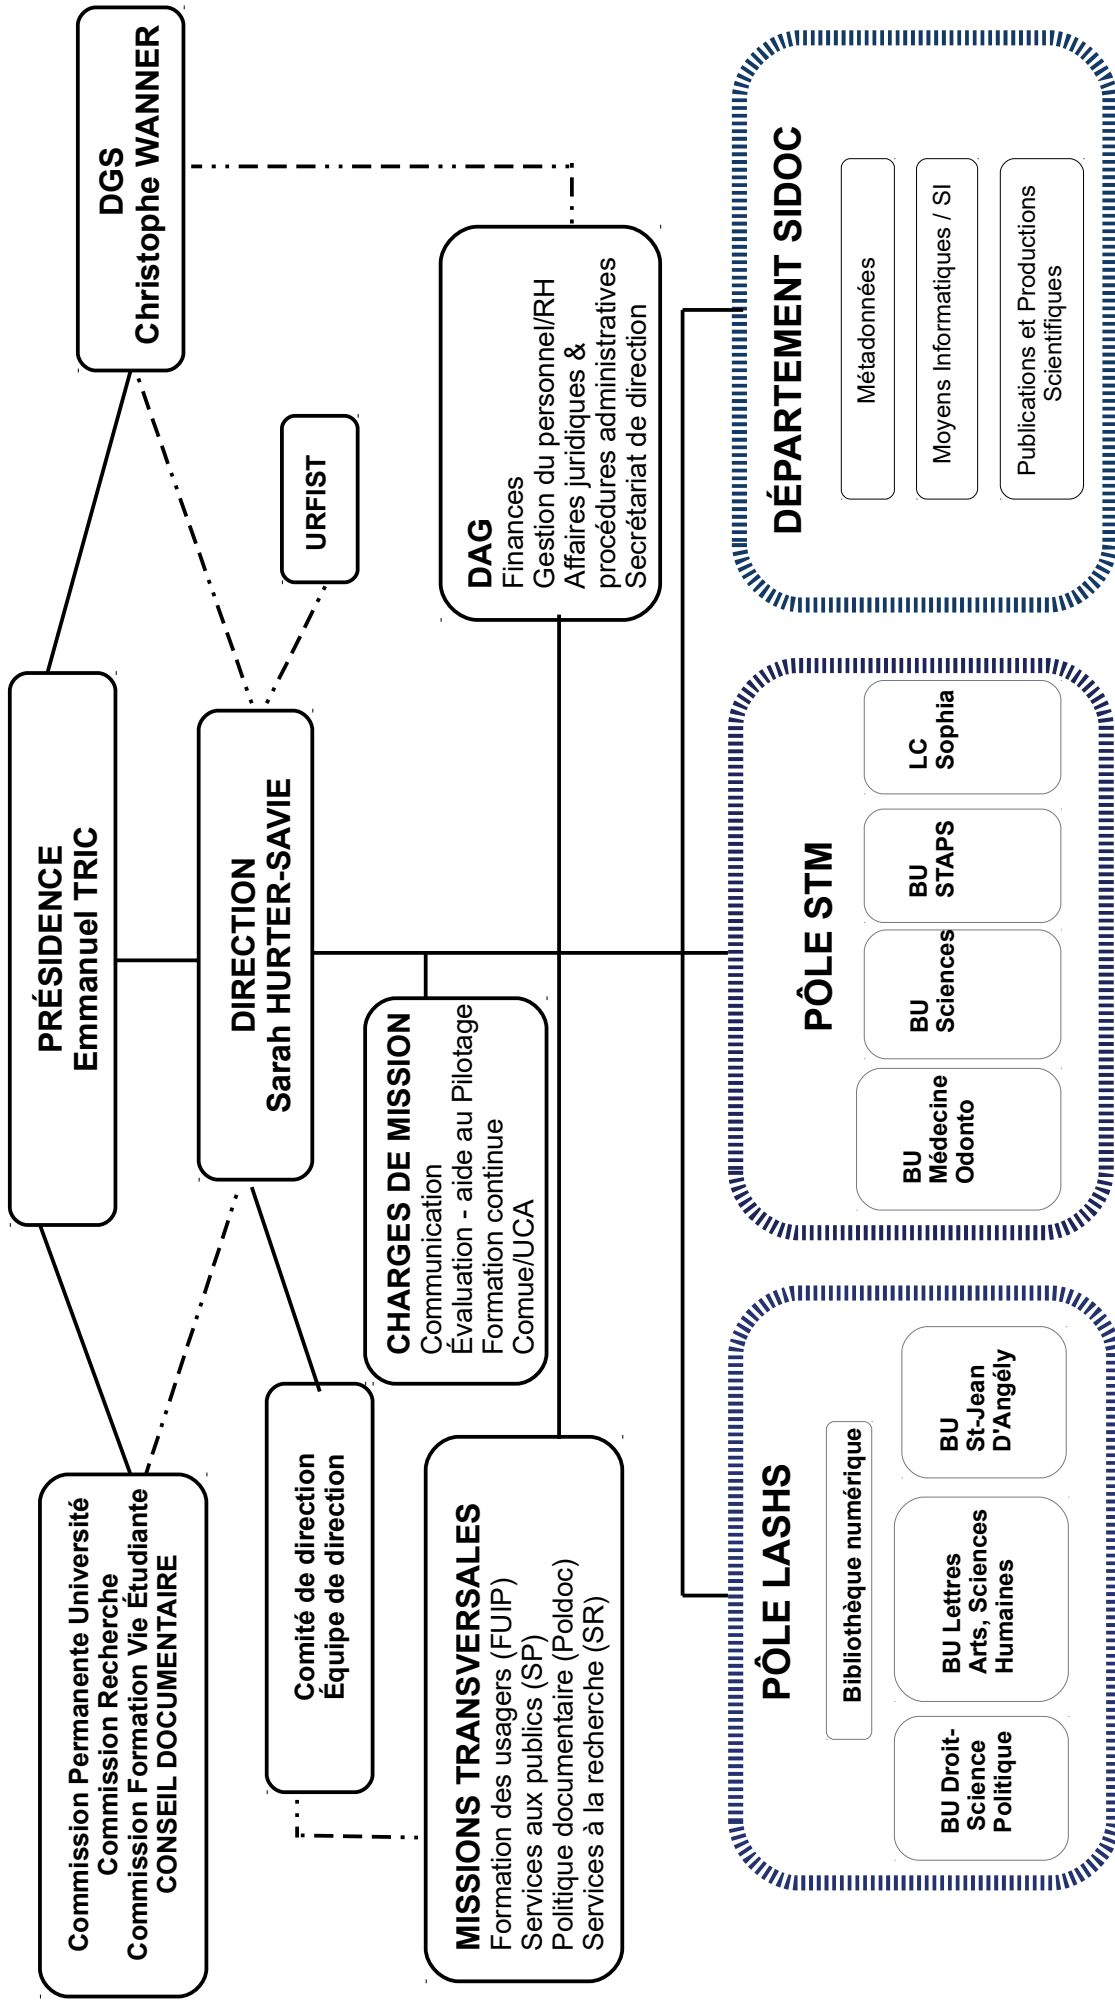 PRÉSIDENCE
Emmanuel TRIC
DGS
Christophe WANNER
Commission Permanente Université
Commission Recherche
Commission Formation Vie Étudiante
CONSEIL DOCUMENTAIRE
DIRECTION
Sarah HURTER-SAVIE
URFIST
Comité de direction
Équipe de direction
CHARGES DE MISSION
Communication
Évaluation - aide au Pilotage
Formation continue
Comue/UCA
MISSIONS TRANSVERSALES
Formation des usagers (FUIP)
Services aux publics (SP)
Politique documentaire (Poldoc)
Services à la recherche (SR)
DAG
Finances
Gestion du personnel/RH
Affaires juridiques &
procédures administratives
Secrétariat de direction
PÔLE LASHS
Bibliothèque numérique
BU Droit-
Science
Politique
BU Lettres
Arts, Sciences
Humaines
BU
St-Jean
D'Angély
PÔLE STM
BU
Médecine
Odonto
BU
Sciences
BU
STAPS
LC
Sophia
DÉPARTEMENT SIDOC
Métadonnées
Moyens Informatiques / SI
Publications et Productions
Scientifiques